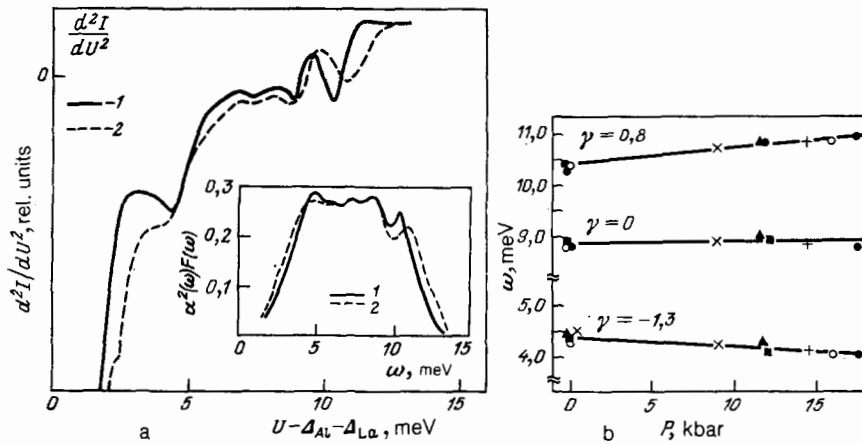 d²I
dU²
0
-1
-2
d²I/dU², rel. units
0 5 10 15
U – Δ_Al – Δ_La, meV
a
0,3
0,2
0,1
α²(ω)F(ω)
1
2
0 5 10 15
ω, meV
11,0
10,0
9,0
8,0
5,0
4,0
ω, meV
γ = 0,8
γ = 0
γ = –1,3
0 5 10 15
P, kbar
b